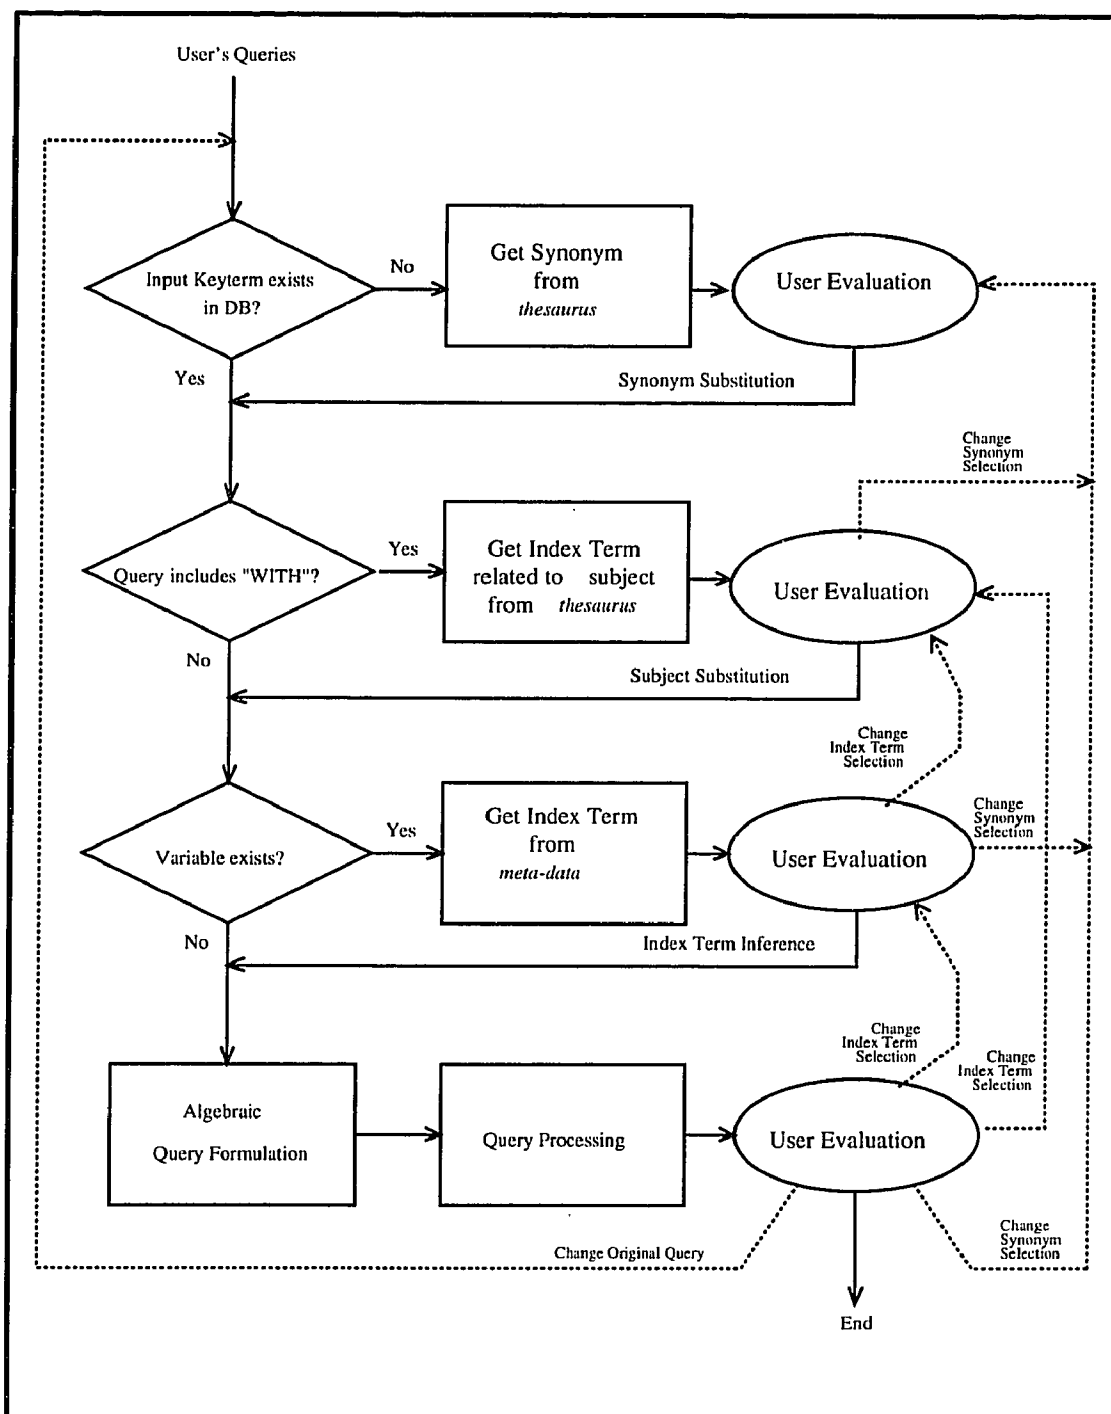 User's Queries
Input Keyterm exists
in DB?
No
Get Synonym
from
thesaurus
User Evaluation
Yes
Synonym Substitution
Change
Synonym
Selection
Query includes "WITH"?
Yes
Get Index Term
related to subject
from thesaurus
User Evaluation
No
Subject Substitution
Change
Index Term
Selection
Variable exists?
Yes
Get Index Term
from
meta-data
User Evaluation
Change
Synonym
Selection
No
Index Term Inference
Change
Index Term
Selection
Change
Index Term
Selection
Algebraic
Query Formulation
Query Processing
User Evaluation
Change Original Query
Change
Synonym
Selection
End